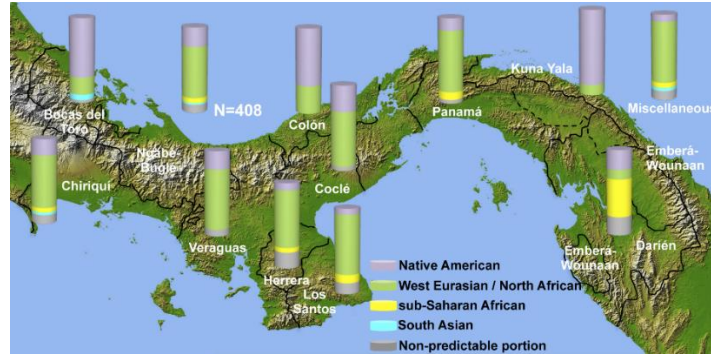 Kuna Yala
Miscellaneous
Bocas del
Toro
N=408
Colón
Panamá
Ngäbe-
Buglé
Emberá-
Wounaan
Chiriquí
Coclé
Veraguas
Herrera
Los
Santos
Emberá-
Wounaan
Darién
Native American
West Eurasian / North African
sub-Saharan African
South Asian
Non-predictable portion